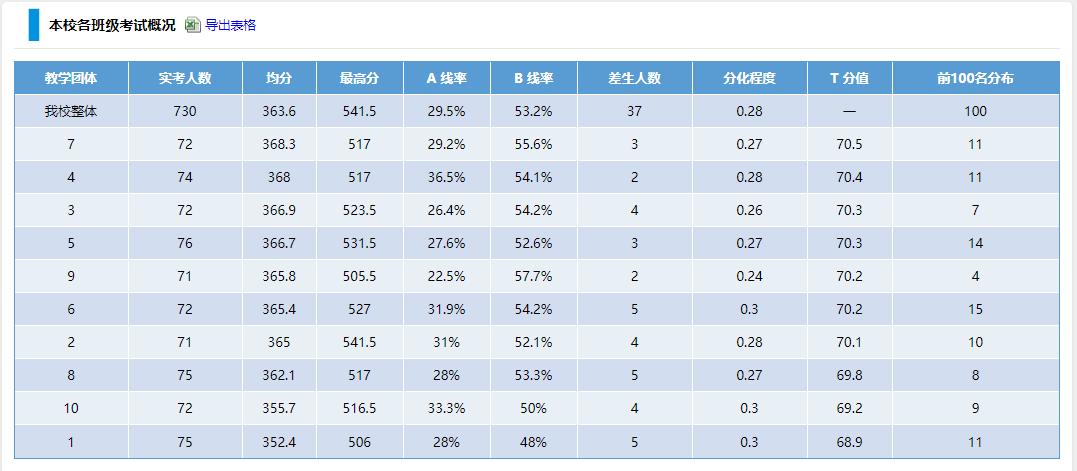 本校各班级考试概况 导出表格
教学团体 实考人数 均分 最高分 A 线率 B 线率 差生人数 分化程度 T 分值 前100名分布
我校整体 730 363.6 541.5 29.5% 53.2% 37 0.28 — 100
7 72 368.3 517 29.2% 55.6% 3 0.27 70.5 11
4 74 368 517 36.5% 54.1% 2 0.28 70.4 11
3 72 366.9 523.5 26.4% 54.2% 4 0.26 70.3 7
5 76 366.7 531.5 27.6% 52.6% 3 0.27 70.3 14
9 71 365.8 505.5 22.5% 57.7% 2 0.24 70.2 4
6 72 365.4 527 31.9% 54.2% 5 0.3 70.2 15
2 71 365 541.5 31% 52.1% 4 0.28 70.1 10
8 75 362.1 517 28% 53.3% 5 0.27 69.8 8
10 72 355.7 516.5 33.3% 50% 4 0.3 69.2 9
1 75 352.4 506 28% 48% 5 0.3 68.9 11